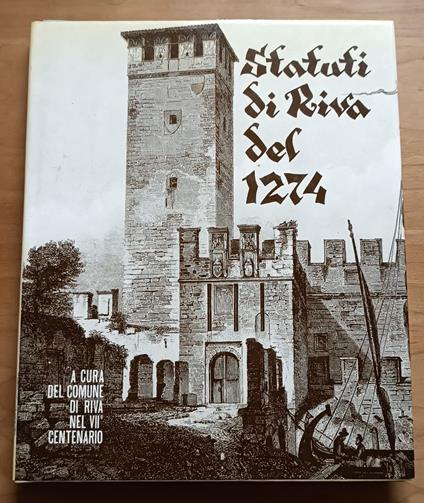 Statuti
di Riva
del
1274
A CURA
DEL COMUNE
DI RIVA
NEL VII°
CENTENARIO